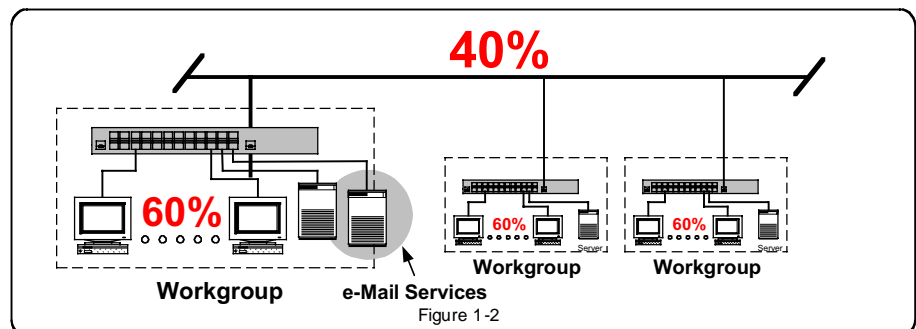 40%
60%
60%
60%
Server
Server
Workgroup
e-Mail Services
Workgroup
Workgroup
Figure 1-2